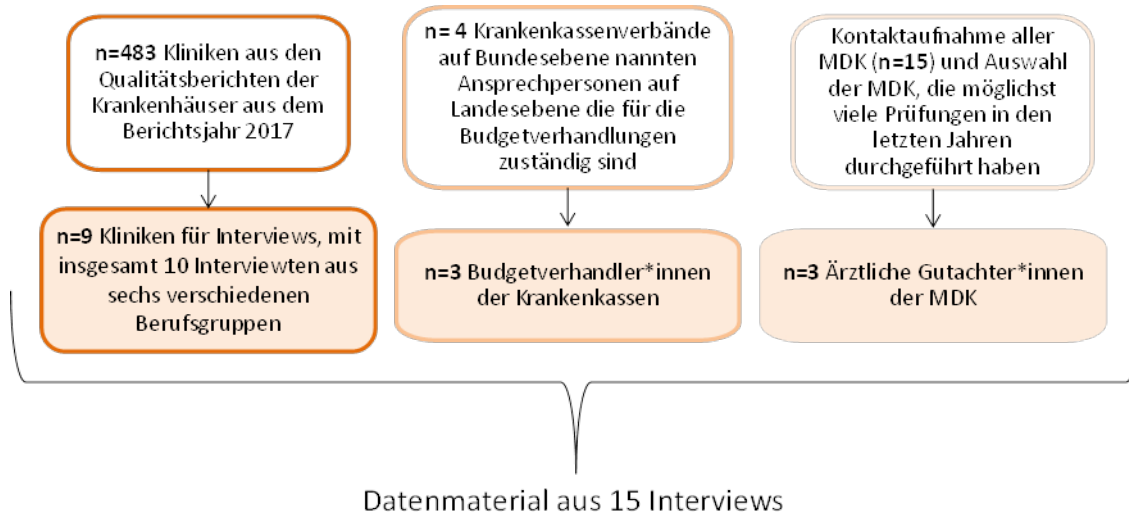 n=483 Kliniken aus den
Qualitätsberichten der
Krankenhäuser aus dem
Berichtsjahr 2017
n= 4 Krankenkassenverbände
auf Bundesebene nannten
Ansprechpersonen auf
Landesebene die für die
Budgetverhandlungen
zuständig sind
Kontaktaufnahme aller
MDK (n=15) und Auswahl
der MDK, die möglichst
viele Prüfungen in den
letzten Jahren
durchgeführt haben
n=9 Kliniken für Interviews, mit
insgesamt 10 Interviewten aus
sechs verschiedenen
Berufsgruppen
n=3 Budgetverhandler*innen
der Krankenkassen
n=3 Ärztliche Gutachter*innen
der MDK
Datenmaterial aus 15 Interviews